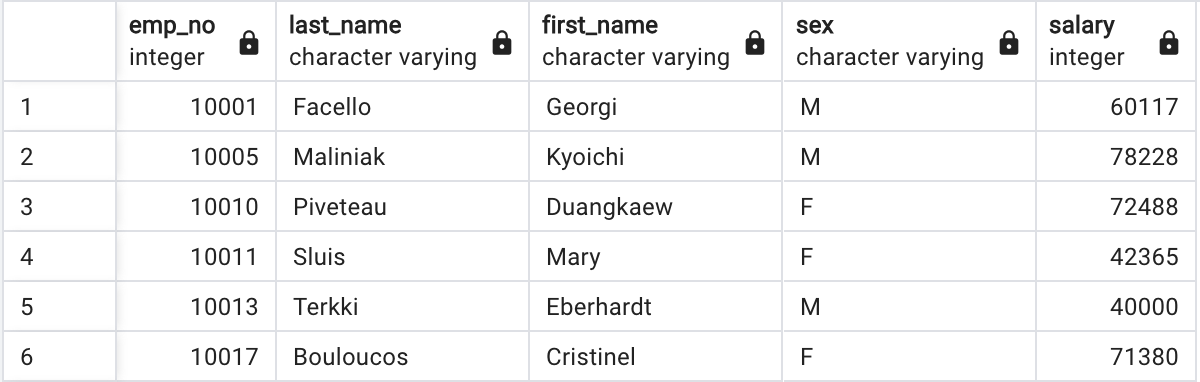 emp_no last_name first_name sex salary
integer character varying character varying character varying integer
1 10001 Facello Georgi M 60117
2 10005 Maliniak Kyoichi M 78228
3 10010 Piveteau Duangkaew F 72488
4 10011 Sluis Mary F 42365
5 10013 Terkki Eberhardt M 40000
6 10017 Bouloucos Cristinel F 71380